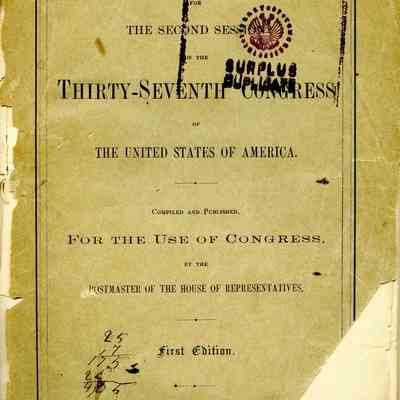 FOR
THE SECOND SESSION
OF THE
THIRTY-SEVENTH CONGRESS
SURPLUS
DUPLICATE
OF
THE UNITED STATES OF AMERICA.
COMPILED AND PUBLISHED,
FOR THE USE OF CONGRESS,
BY THE
POSTMASTER OF THE HOUSE OF REPRESENTATIVES.
First Edition.
25